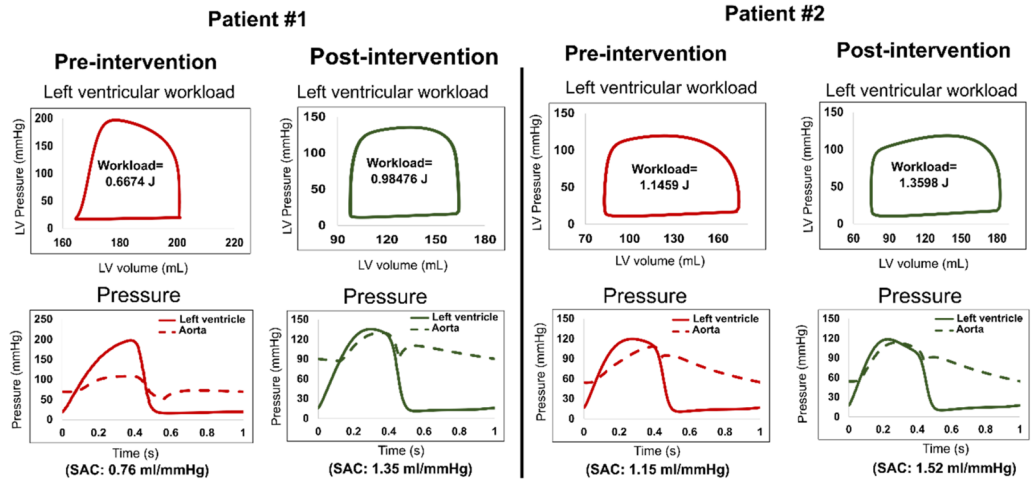 Patient #1
Patient #2
Pre-intervention
Post-intervention
Pre-intervention
Post-intervention
Left ventricular workload
Left ventricular workload
Left ventricular workload
Left ventricular workload
LV Pressure (mmHg)
200
150
100
50
0
Workload=
0.6674 J
160
180
200
220
LV volume (mL)
LV Pressure (mmHg)
150
100
50
0
Workload=
0.98476 J
90
120
150
180
LV volume (mL)
LV Pressure (mmHg)
150
100
50
0
Workload=
1.1459 J
70
100
130
160
LV volume (mL)
LV Pressure (mmHg)
150
100
50
0
Workload=
1.3598 J
60
90
120
150
180
LV volume (mL)
Pressure
Pressure (mmHg)
250
200
150
100
50
0
Left ventricle
Aorta
0
0.2
0.4
0.6
0.8
1
Time (s)
(SAC: 0.76 ml/mmHg)
Pressure
Pressure (mmHg)
150
120
90
60
30
0
Left ventricle
Aorta
0
0.2
0.4
0.6
0.8
1
Time (s)
(SAC: 1.35 ml/mmHg)
Pressure
Pressure (mmHg)
150
120
90
60
30
0
Left ventricle
Aorta
0
0.2
0.4
0.6
0.8
1
Time (s)
(SAC: 1.15 ml/mmHg)
Pressure
Pressure (mmHg)
150
120
90
60
30
0
Left ventricle
Aorta
0
0.2
0.4
0.6
0.8
1
Time (s)
(SAC: 1.52 ml/mmHg)